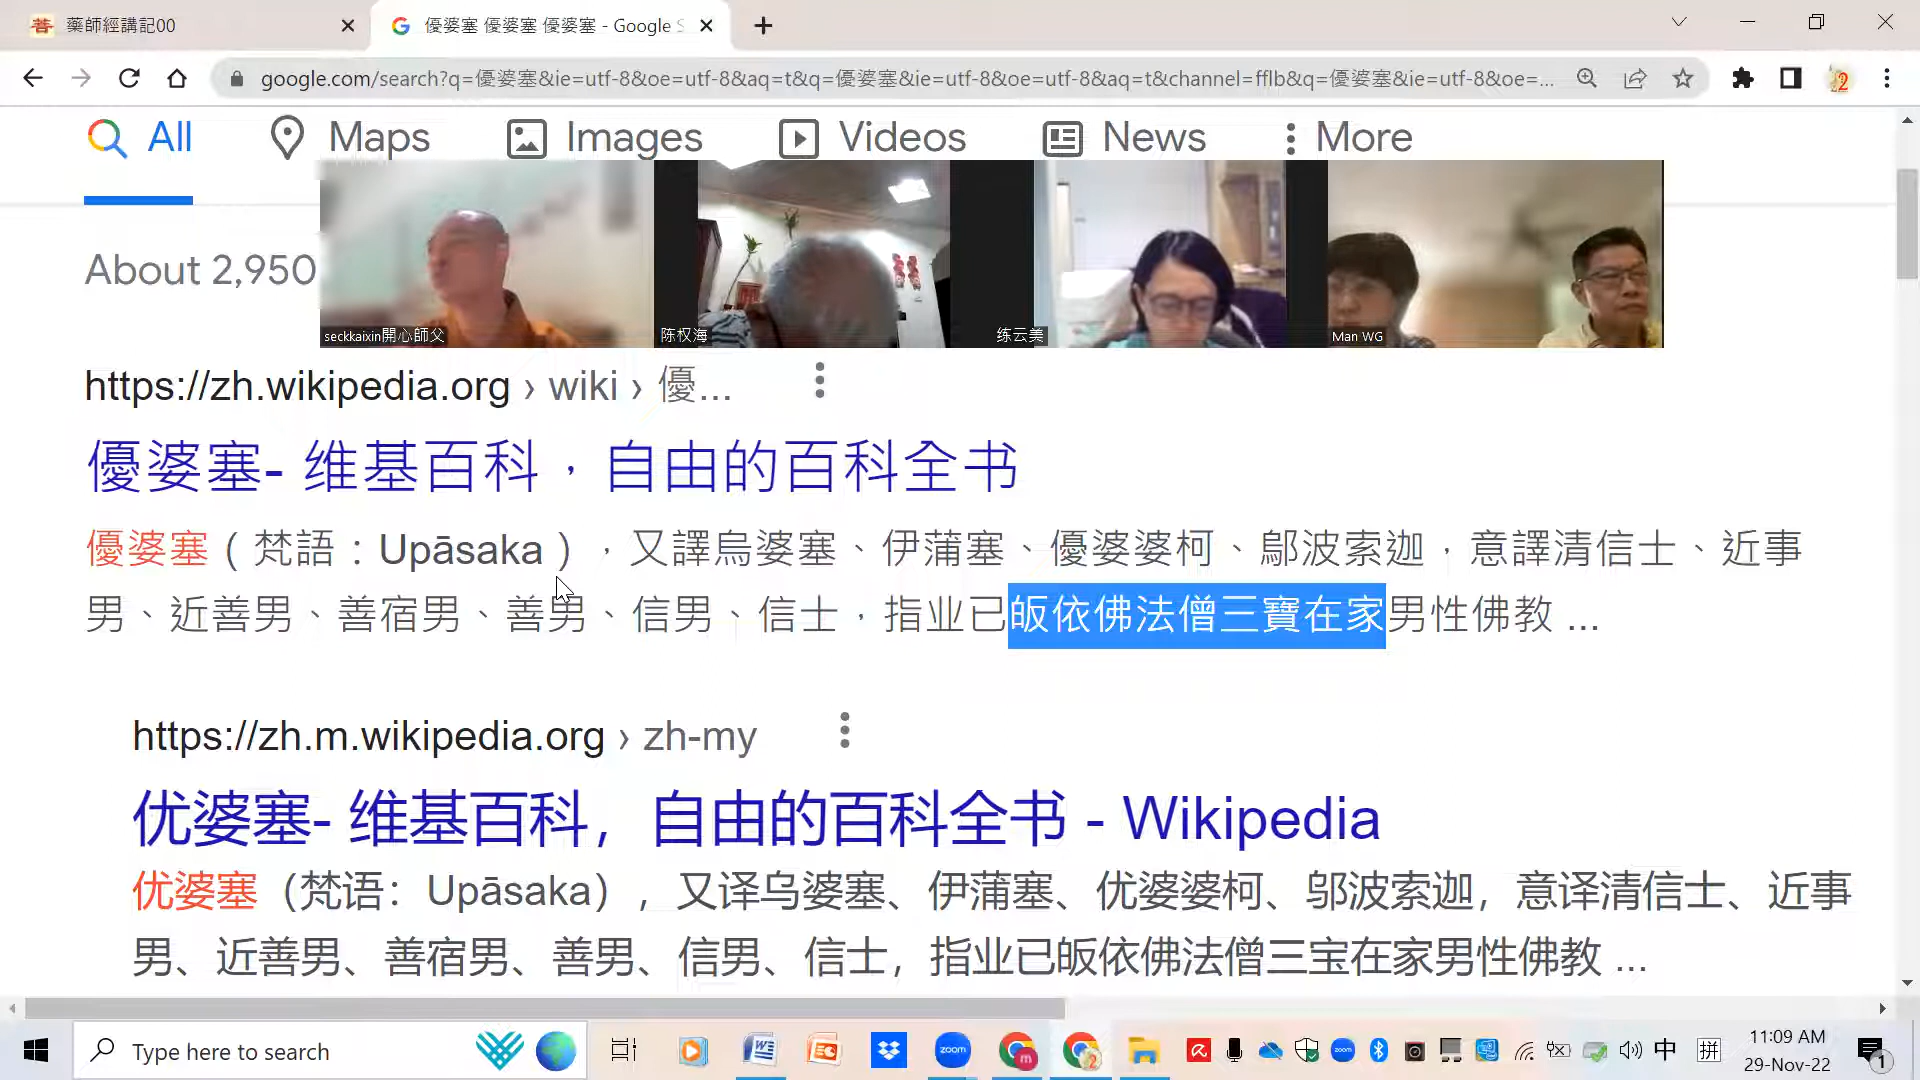 藥師經講記00
優婆塞 優婆塞 優婆塞 - Google S
google.com/search?q=優婆塞&ie=utf-8&oe=utf-8&aq=t&q=優婆塞&ie=utf-8&oe=utf-8&aq=t&channel=fflb&q=優婆塞&ie=utf-8&oe=...
All Maps Images Videos News More
About 2,950
seckkaixin開心師父 陈权海 练云美 Man WG
https://zh.wikipedia.org › wiki › 優...
優婆塞- 维基百科，自由的百科全书
優婆塞（梵語：Upāsaka），又譯烏婆塞、伊蒲塞、優婆婆柯、鄔波索迦，意譯清信士、近事
男、近善男、善宿男、善男、信男、信士，指业已皈依佛法僧三寶在家男性佛教 ...
https://zh.m.wikipedia.org › zh-my
优婆塞- 维基百科，自由的百科全书 - Wikipedia
优婆塞（梵语：Upāsaka），又译乌婆塞、伊蒲塞、优婆婆柯、邬波索迦，意译清信士、近事
男、近善男、善宿男、善男、信男、信士，指业已皈依佛法僧三宝在家男性佛教 ...
Type here to search
zoom
zoom
中
拼
11:09 AM
29-Nov-22
1